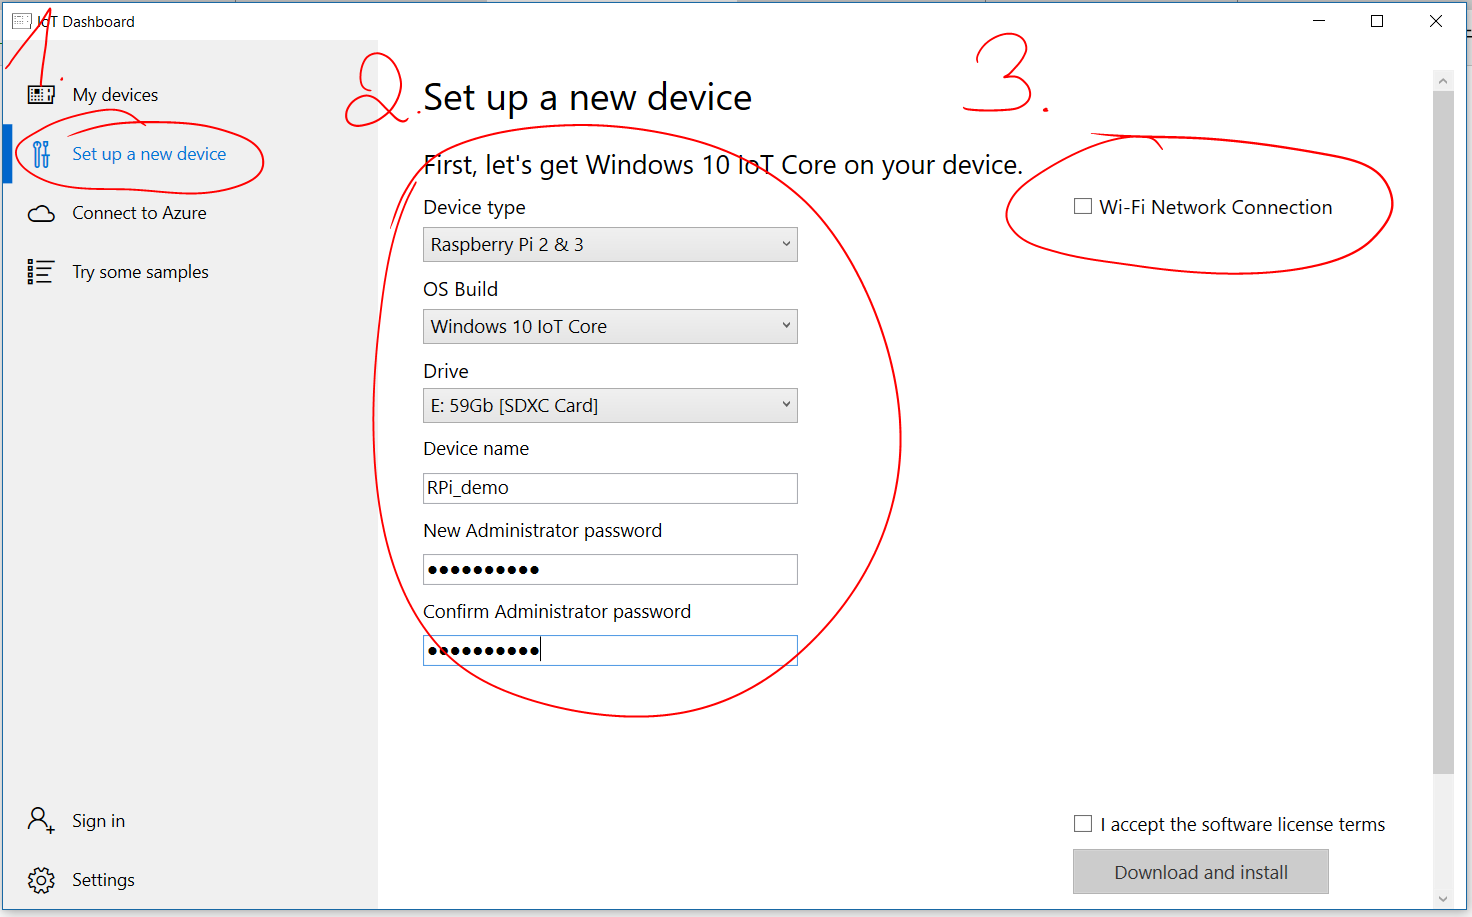 IoT Dashboard
1.
My devices
Set up a new device
Connect to Azure
Try some samples
Sign in
Settings
2.
Set up a new device
First, let's get Windows 10 IoT Core on your device.
Device type
Raspberry Pi 2 & 3
OS Build
Windows 10 IoT Core
Drive
E: 59Gb [SDXC Card]
Device name
RPi_demo
New Administrator password
●●●●●●●●●●
Confirm Administrator password
●●●●●●●●●●
3.
Wi-Fi Network Connection
I accept the software license terms
Download and install